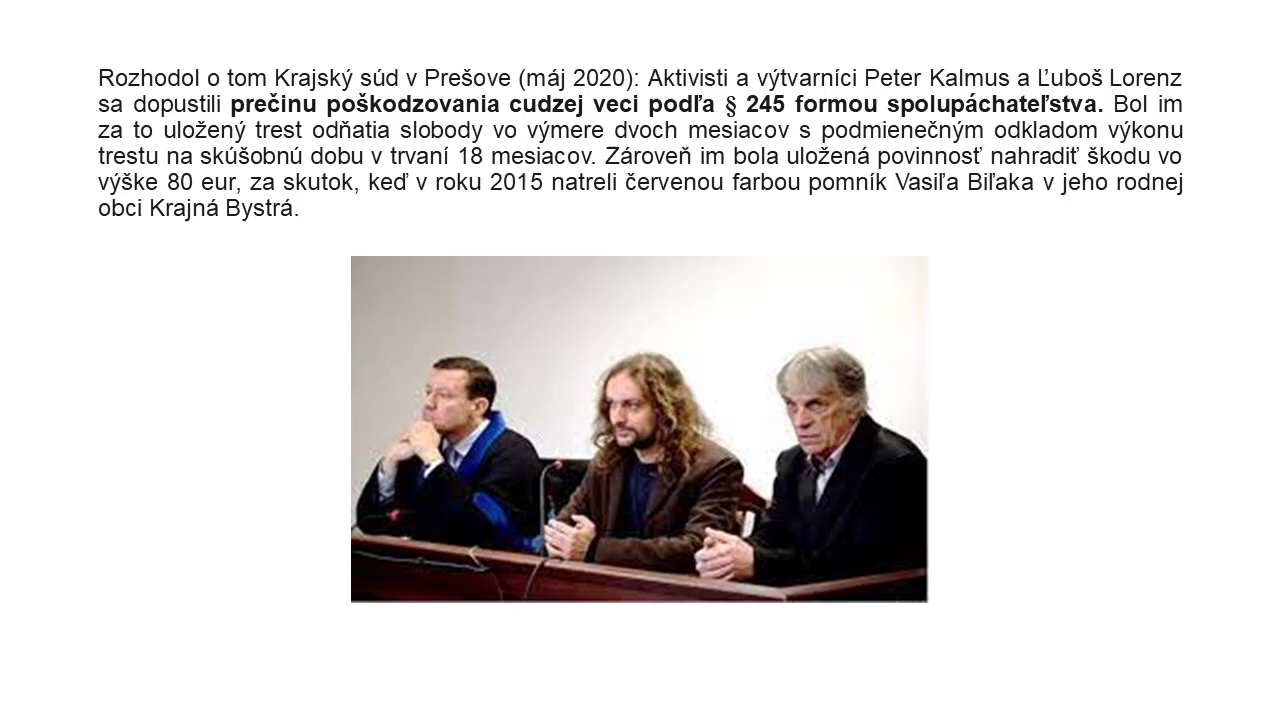 Rozhodol o tom Krajský súd v Prešove (máj 2020): Aktivisti a výtvarníci Peter Kalmus a Ľuboš Lorenz
sa dopustili prečinu poškodzovania cudzej veci podľa § 245 formou spolupáchateľstva. Bol im
za to uložený trest odňatia slobody vo výmere dvoch mesiacov s podmienečným odkladom výkonu
trestu na skúšobnú dobu v trvaní 18 mesiacov. Zároveň im bola uložená povinnosť nahradiť škodu vo
výške 80 eur, za skutok, keď v roku 2015 natreli červenou farbou pomník Vasiľa Biľaka v jeho rodnej
obci Krajná Bystrá.